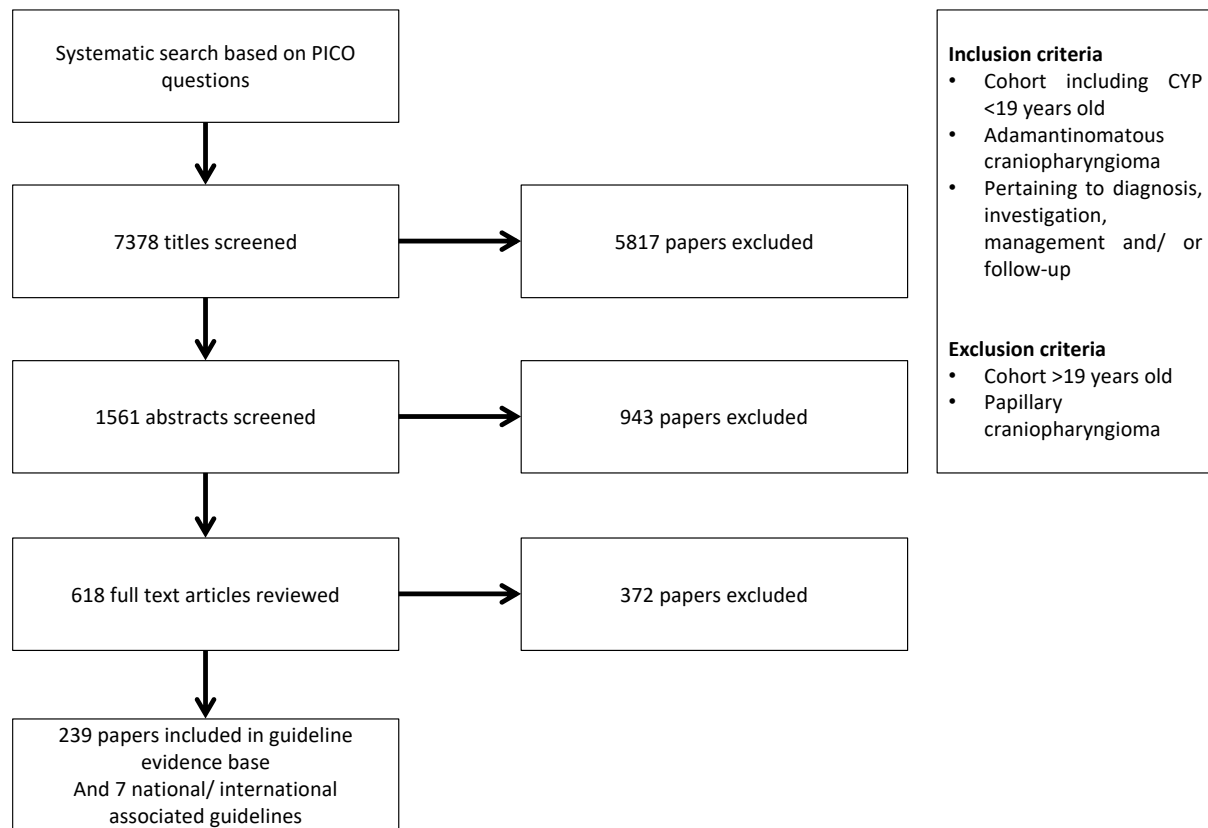 Systematic search based on PICO
questions
7378 titles screened
5817 papers excluded
1561 abstracts screened
943 papers excluded
618 full text articles reviewed
372 papers excluded
239 papers included in guideline
evidence base
And 7 national/ international
associated guidelines
Inclusion criteria
• Cohort including CYP
<19 years old
• Adamantinomatous
craniopharyngioma
• Pertaining to diagnosis,
investigation,
management and/ or
follow-up
Exclusion criteria
• Cohort >19 years old
• Papillary
craniopharyngioma